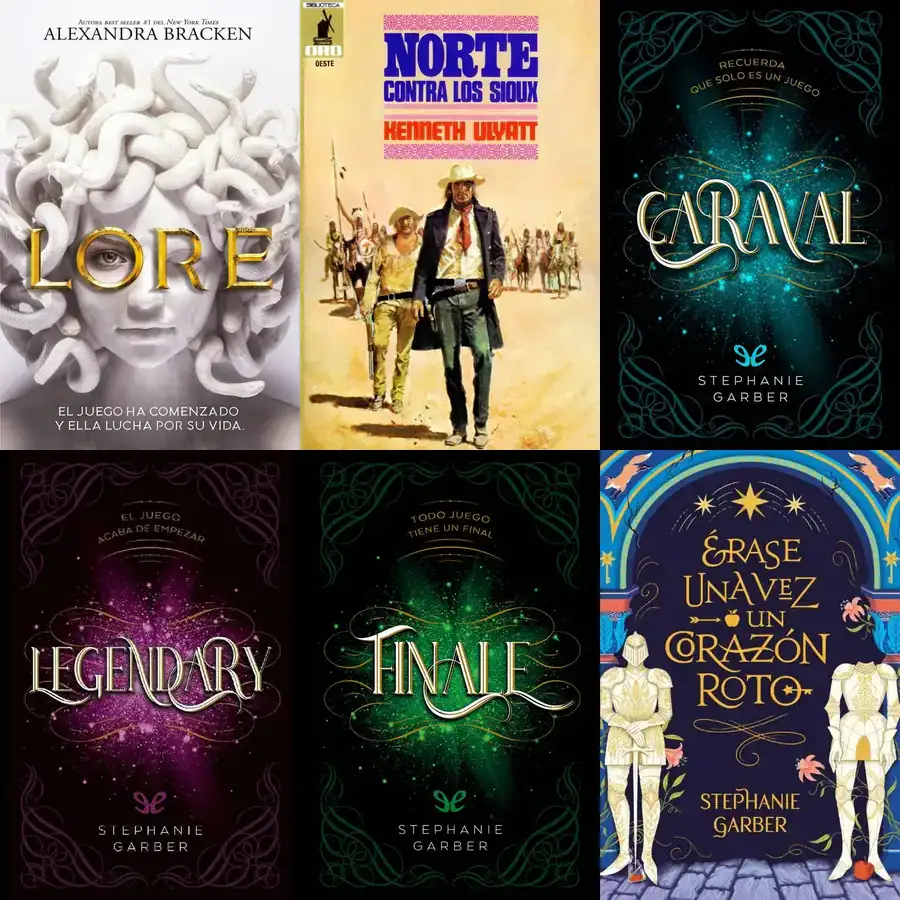 Autora best seller #1 del New York Times
ALEXANDRA BRACKEN
LORE
EL JUEGO HA COMENZADO
Y ELLA LUCHA POR SU VIDA.
BIBLIOTECA
ORO
OESTE
NORTE
CONTRA LOS SIOUX
KENNETH ULYATT
RECUERDA
QUE SOLO ES UN JUEGO
CARAVAL
STEPHANIE
GARBER
EL JUEGO
ACABA DE EMPEZAR
LEGENDARY
STEPHANIE
GARBER
TODO JUEGO
TIENE UN FINAL
FINALE
STEPHANIE
GARBER
ÉRASE
UNA VEZ
UN
CORAZÓN
ROTO
STEPHANIE
GARBER